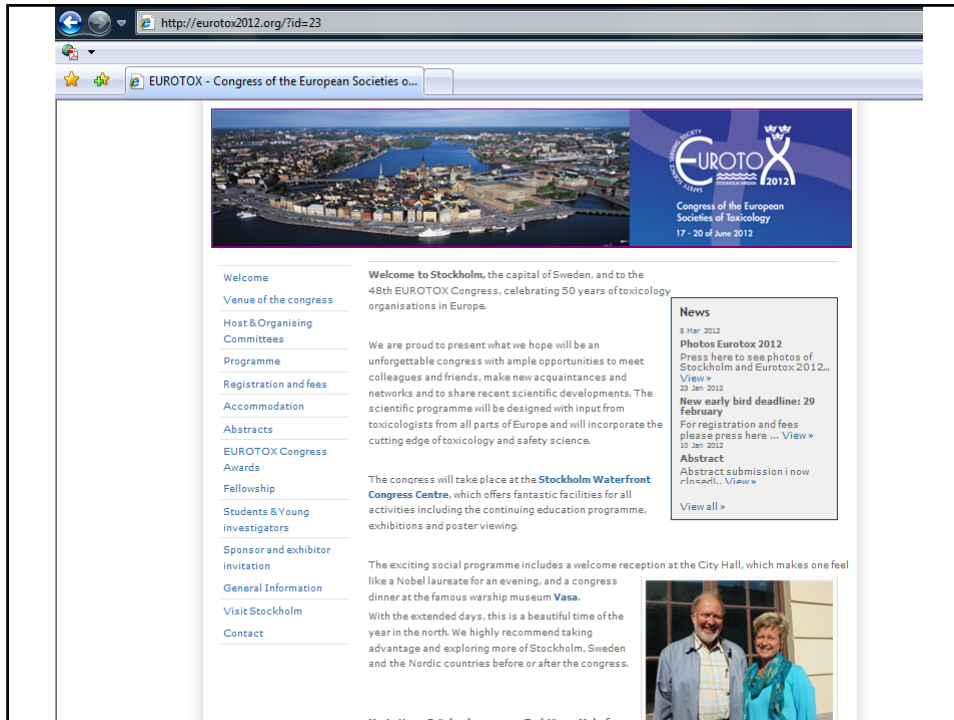 http://eurotox2012.org/?id=23
EUROTOX - Congress of the European Societies o...
SCIENCE SERVING SOCIETY SAFETY
EUROTOX
STOCKHOLM SWEDEN 2012
Congress of the European
Societies of Toxicology
17 - 20 of June 2012
Welcome
Venue of the congress
Host & Organising
Committees
Programme
Registration and fees
Accommodation
Abstracts
EUROTOX Congress
Awards
Fellowship
Students & Young
investigators
Sponsor and exhibitor
invitation
General Information
Visit Stockholm
Contact
Welcome to Stockholm, the capital of Sweden, and to the
48th EUROTOX Congress, celebrating 50 years of toxicology
organisations in Europe.
We are proud to present what we hope will be an
unforgettable congress with ample opportunities to meet
colleagues and friends, make new acquaintances and
networks and to share recent scientific developments. The
scientific programme will be designed with input from
toxicologists from all parts of Europe and will incorporate the
cutting edge of toxicology and safety science.
The congress will take place at the Stockholm Waterfront
Congress Centre, which offers fantastic facilities for all
activities including the continuing education programme,
exhibitions and poster viewing.
The exciting social programme includes a welcome reception at the City Hall, which makes one feel
like a Nobel laureate for an evening, and a congress
dinner at the famous warship museum Vasa.
With the extended days, this is a beautiful time of the
year in the north. We highly recommend taking
advantage and exploring more of Stockholm, Sweden
and the Nordic countries before or after the congress.
News
8 Mar 2012
Photos Eurotox 2012
Press here to see photos of
Stockholm and Eurotox 2012...
View »
23 Jan 2012
New early bird deadline: 29
february
For registration and fees
please press here ... View »
10 Jan 2012
Abstract
Abstract submission i now
closed!.. View »
View all »